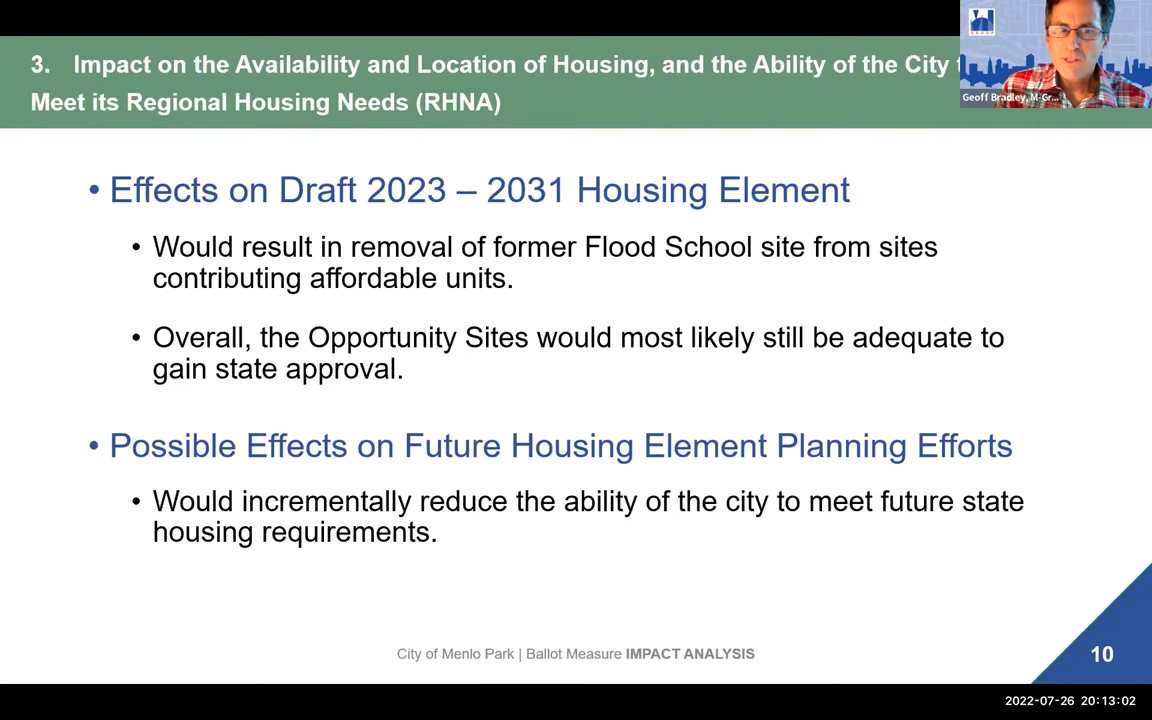 3. Impact on the Availability and Location of Housing, and the Ability of the City
Meet its Regional Housing Needs (RHNA)
Geoff Bradley, M-Gr...
• Effects on Draft 2023 – 2031 Housing Element
• Would result in removal of former Flood School site from sites
contributing affordable units.
• Overall, the Opportunity Sites would most likely still be adequate to
gain state approval.
• Possible Effects on Future Housing Element Planning Efforts
• Would incrementally reduce the ability of the city to meet future state
housing requirements.
City of Menlo Park | Ballot Measure IMPACT ANALYSIS
10
2022-07-26 20:13:02